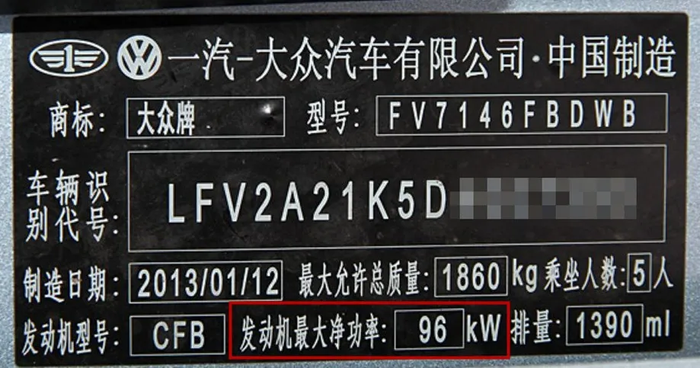 一汽-大众汽车有限公司·中国制造
商标: 大众牌 型号: FV7146FBDWB
车辆识别代号: LFV2A21K5D
制造日期: 2013/01/12 最大允许总质量: 1860 kg 乘坐人数: 5 人
发动机型号: CFB 发动机最大净功率: 96 kW 排量: 1390 ml